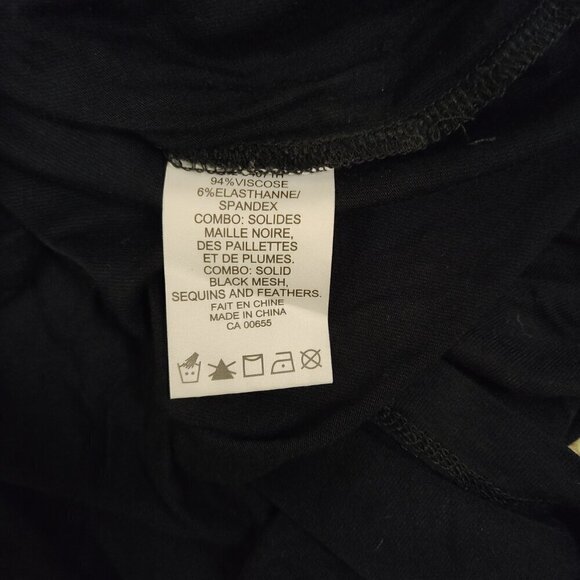 94%VISCOSE
6%ELASTHANNE/
SPANDEX
COMBO: SOLIDES
MAILLE NOIRE,
DES PAILLETTES
ET DE PLUMES.
COMBO: SOLID
BLACK MESH,
SEQUINS AND FEATHERS.
FAIT EN CHINE
MADE IN CHINA
CA 00655